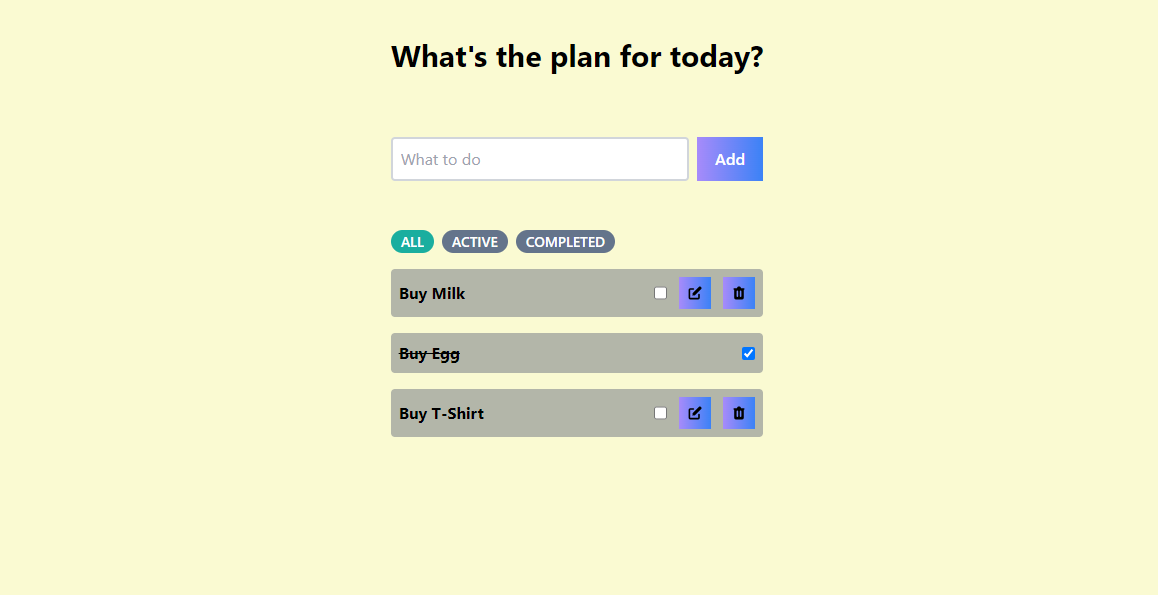 What's the plan for today?
What to do
Add
ALL ACTIVE COMPLETED
Buy Milk
Buy Egg
Buy T-Shirt